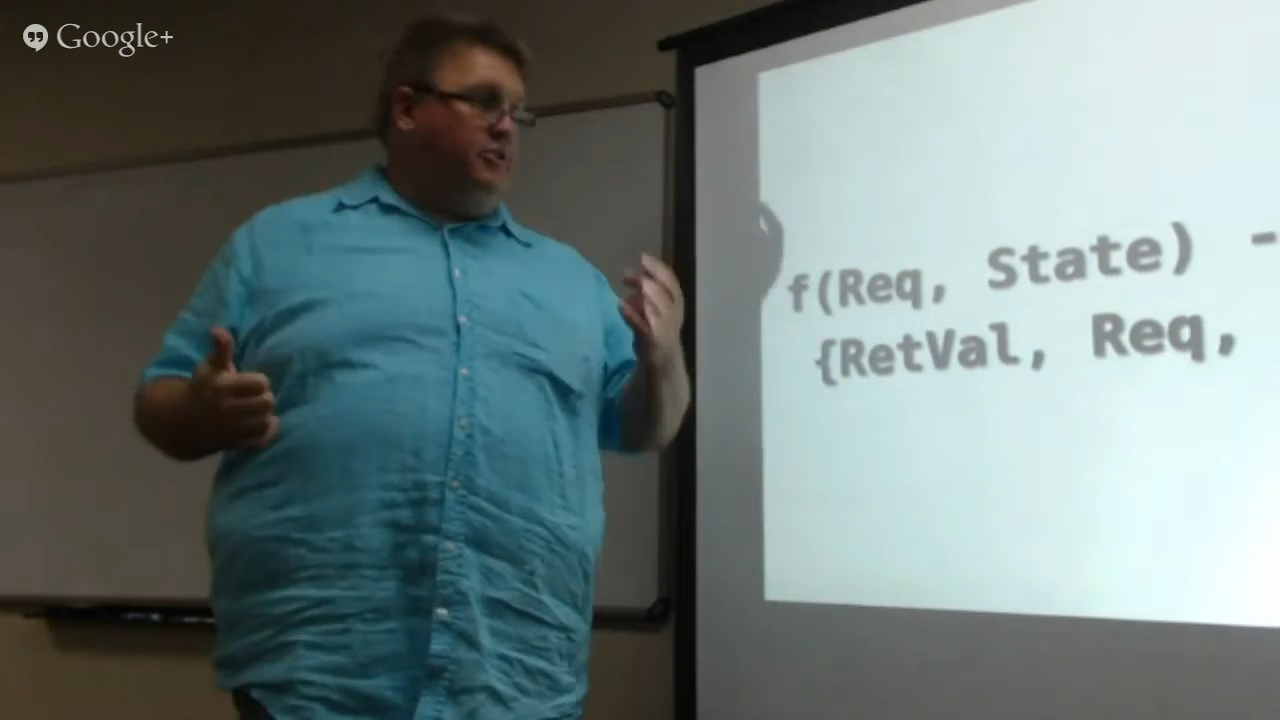 Google+
f(Req, State) -
{RetVal, Req,